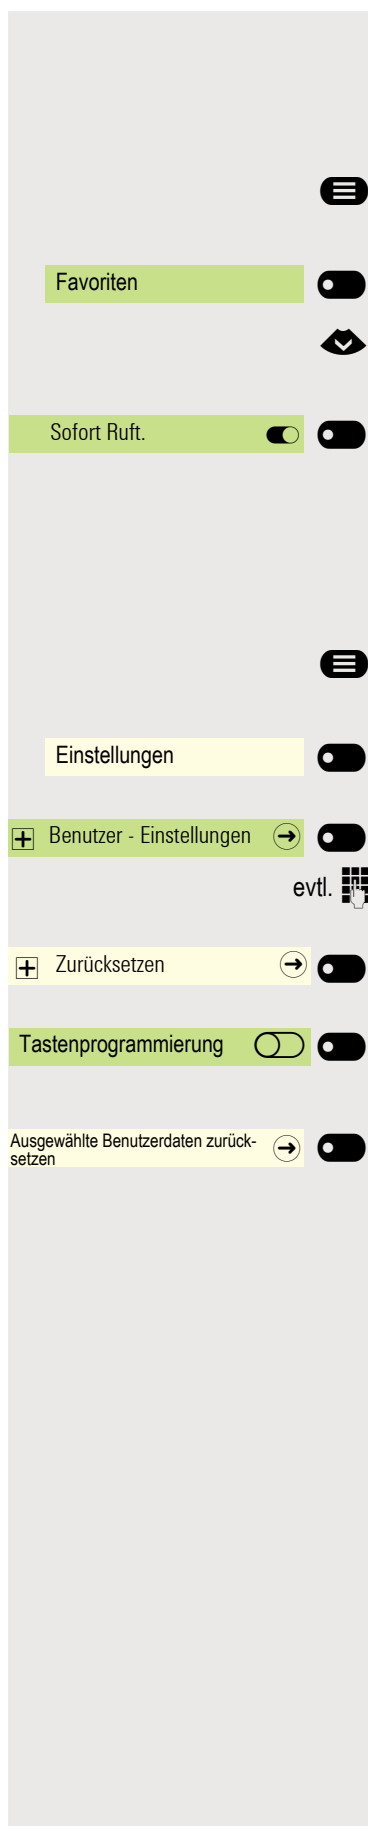 Favoriten
Sofort Ruft.
Einstellungen
Benutzer - Einstellungen
evtl.
Zurücksetzen
Tastenprogrammierung
Ausgewählte Benutzerdaten zurück-
setzen